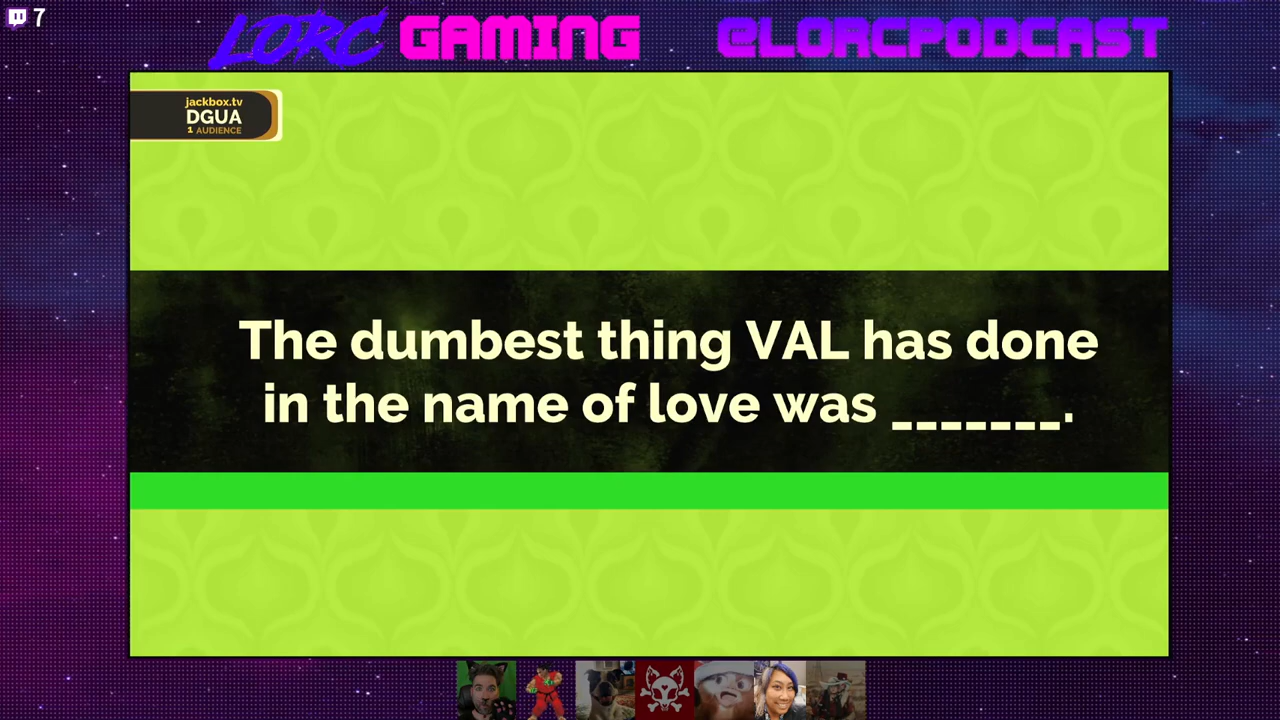 7
LORC GAMING
@LORCPODCAST
jackbox.tv
DGUA
1 AUDIENCE
The dumbest thing VAL has done
in the name of love was _______.